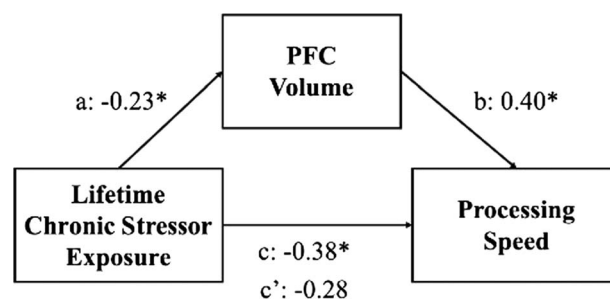 PFC
Volume
a: -0.23*
b: 0.40*
Lifetime
Chronic Stressor
Exposure
Processing
Speed
c: -0.38*
c’: -0.28